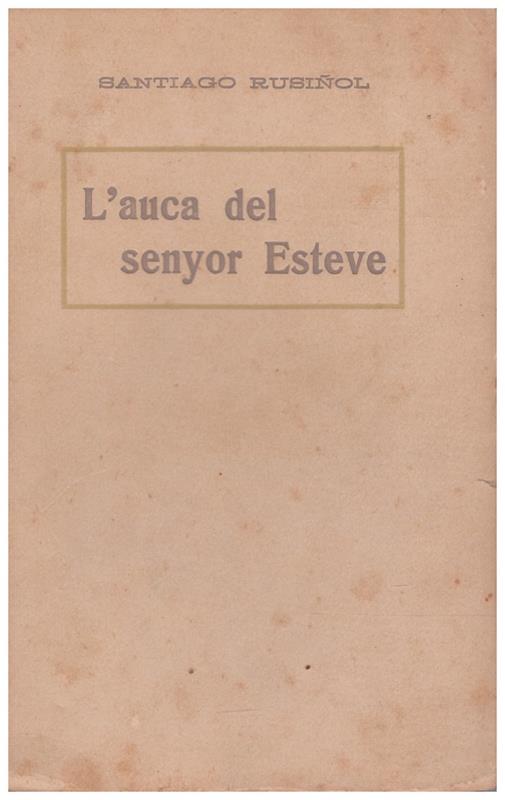 SANTIAGO RUSIÑOL
L'auca del
senyor Esteve